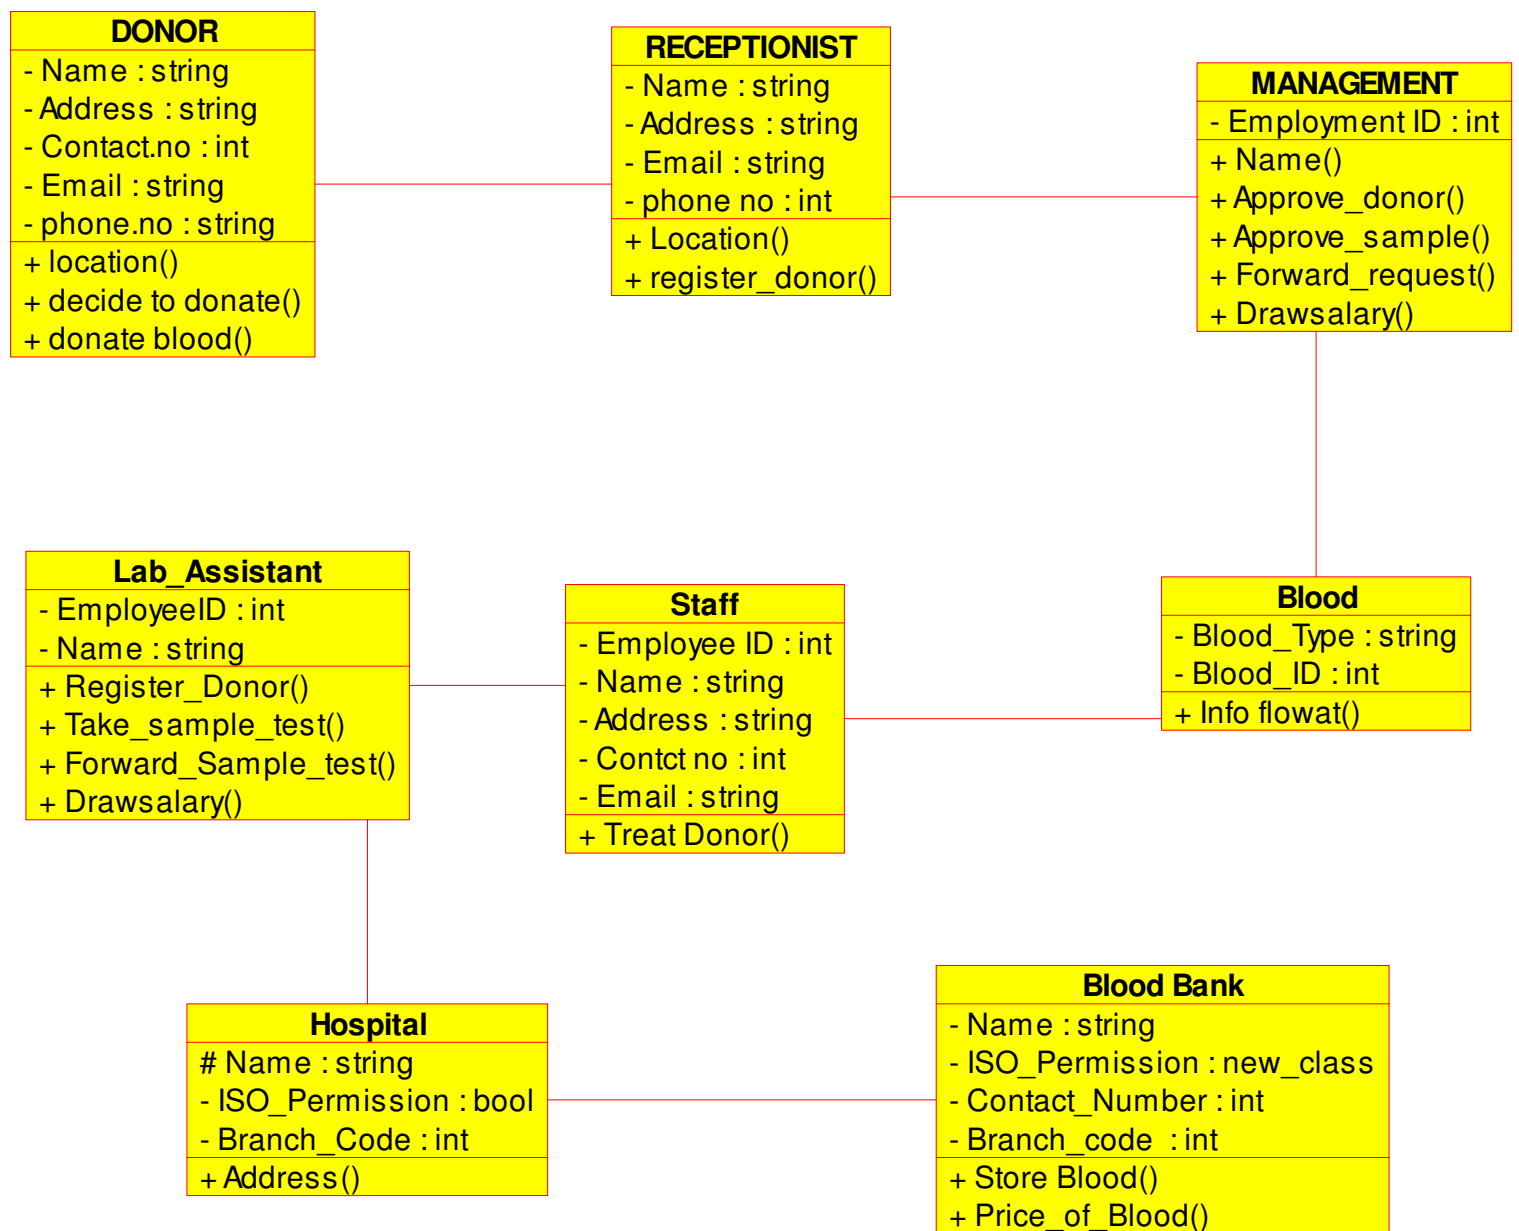 DONOR
- Name : string
- Address : string
- Contact.no : int
- Email : string
- phone.no : string
+ location()
+ decide to donate()
+ donate blood()
RECEPTIONIST
- Name : string
- Address : string
- Email : string
- phone no : int
+ Location()
+ register_donor()
MANAGEMENT
- Employment ID : int
+ Name()
+ Approve_donor()
+ Approve_sample()
+ Forward_request()
+ Drawsalary()
Lab_Assistant
- EmployeeID : int
- Name : string
+ Register_Donor()
+ Take_sample_test()
+ Forward_Sample_test()
+ Drawsalary()
Staff
- Employee ID : int
- Name : string
- Address : string
- Contct no : int
- Email : string
+ Treat Donor()
Blood
- Blood_Type : string
- Blood_ID : int
+ Info flowat()
Hospital
# Name : string
- ISO_Permission : bool
- Branch_Code : int
+ Address()
Blood Bank
- Name : string
- ISO_Permission : new_class
- Contact_Number : int
- Branch_code : int
+ Store Blood()
+ Price_of_Blood()